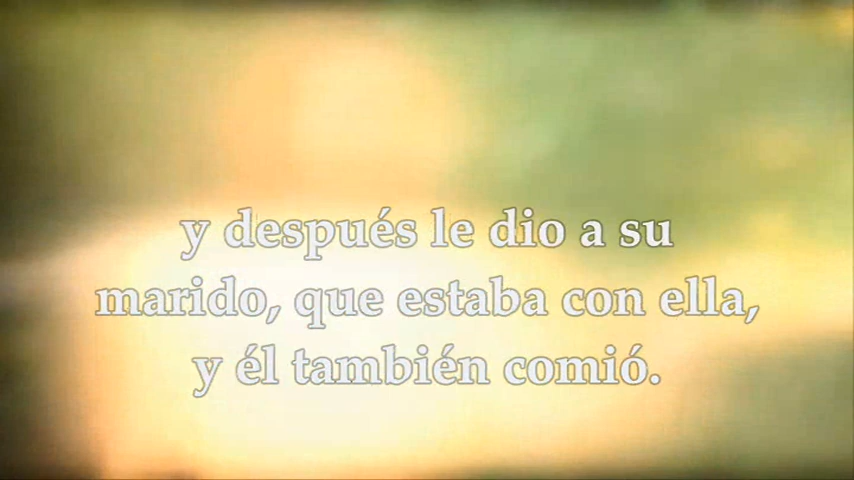 y después le dio a su
marido, que estaba con ella,
y él también comió.